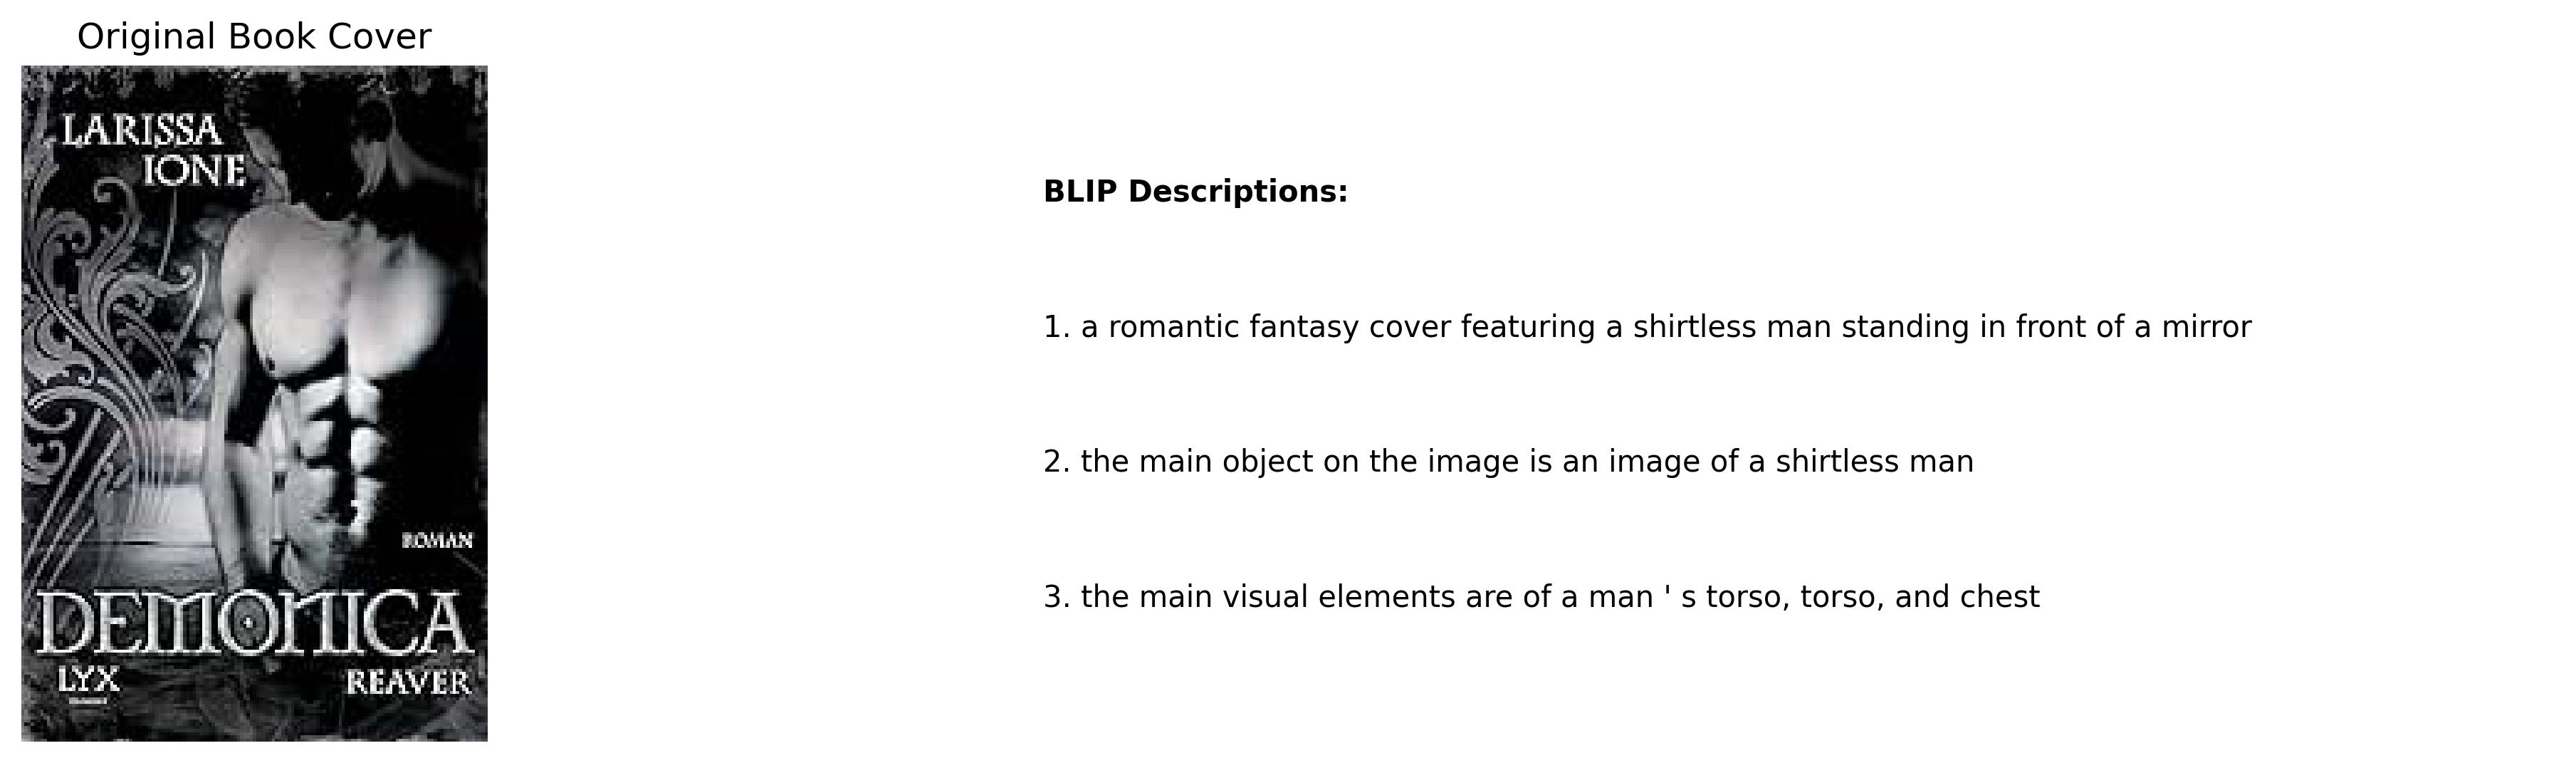 Original Book Cover
LARISSA
IONE
ROMAN
DEMONICA
LYX
REAVER
BLIP Descriptions:
1. a romantic fantasy cover featuring a shirtless man standing in front of a mirror
2. the main object on the image is an image of a shirtless man
3. the main visual elements are of a man ' s torso, torso, and chest